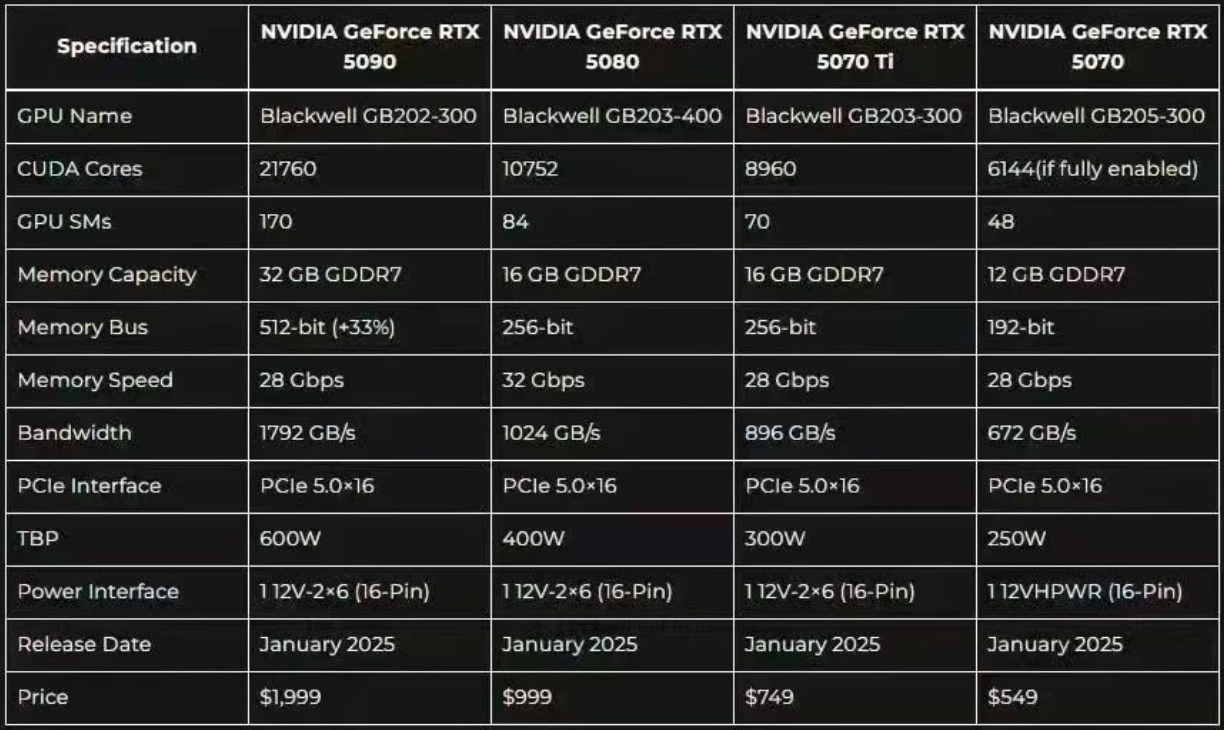 Specification NVIDIA GeForce RTX 5090 NVIDIA GeForce RTX 5080 NVIDIA GeForce RTX 5070 Ti NVIDIA GeForce RTX 5070
GPU Name Blackwell GB202-300 Blackwell GB203-400 Blackwell GB203-300 Blackwell GB205-300
CUDA Cores 21760 10752 8960 6144(if fully enabled)
GPU SMs 170 84 70 48
Memory Capacity 32 GB GDDR7 16 GB GDDR7 16 GB GDDR7 12 GB GDDR7
Memory Bus 512-bit (+33%) 256-bit 256-bit 192-bit
Memory Speed 28 Gbps 32 Gbps 28 Gbps 28 Gbps
Bandwidth 1792 GB/s 1024 GB/s 896 GB/s 672 GB/s
PCIe Interface PCIe 5.0×16 PCIe 5.0×16 PCIe 5.0×16 PCIe 5.0×16
TBP 600W 400W 300W 250W
Power Interface 1 12V-2×6 (16-Pin) 1 12V-2×6 (16-Pin) 1 12V-2×6 (16-Pin) 1 12VHPWR (16-Pin)
Release Date January 2025 January 2025 January 2025 January 2025
Price $1,999 $999 $749 $549